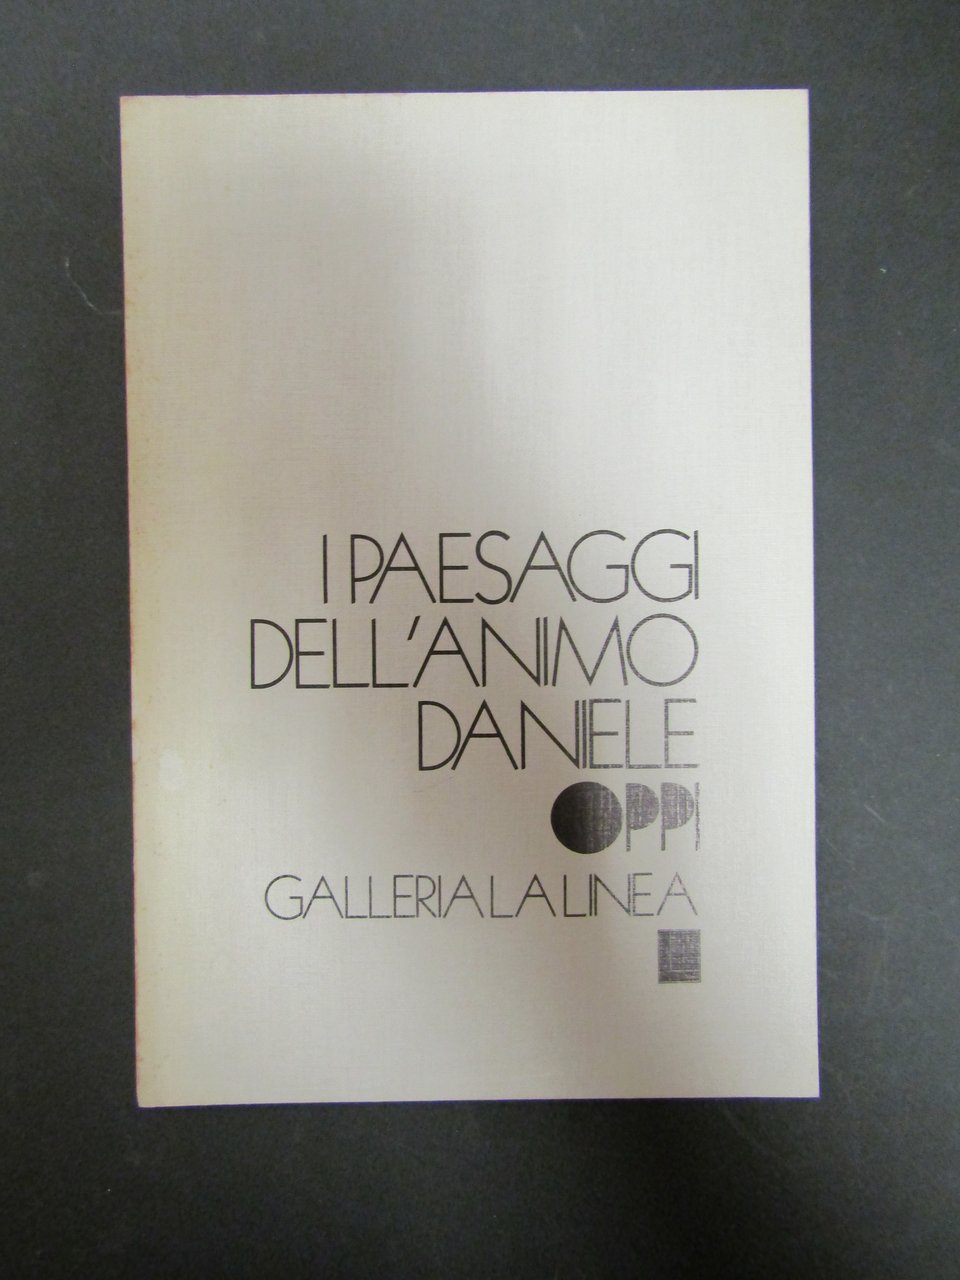 I PAESAGGI
DELL'ANIMO
DANIELE
OPPI
GALLERIA LA LINEA